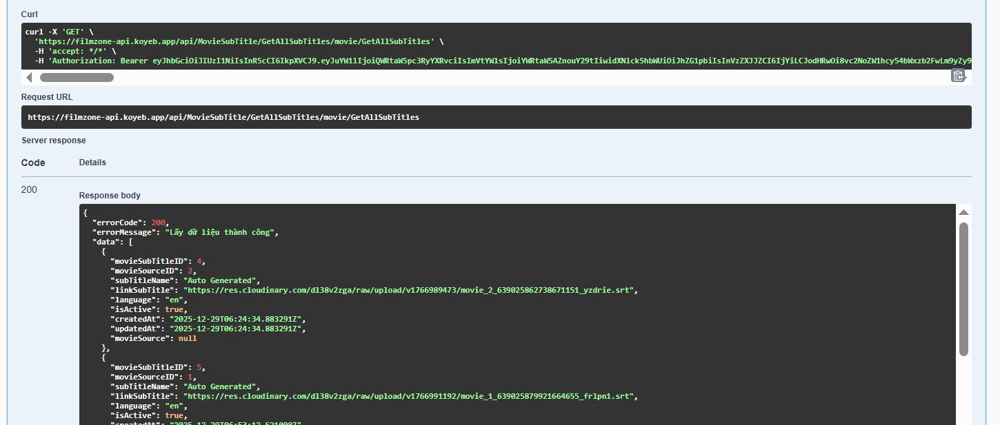 Curl
curl -X 'GET' \
'https://filmzone-api.koyeb.app/api/MovieSubTitle/GetAllSubTitles/movie/GetAllSubTitles' \
-H 'accept: */*' \
-H 'Authorization: Bearer
Request URL
https://filmzone-api.koyeb.app/api/MovieSubTitle/GetAllSubTitles/movie/GetAllSubTitles
Server response
Code Details
200
Response body
{
"errorCode": 200,
"errorMessage": "Lấy dữ liệu thành công",
"data": [
{
"movieSubTitleID": 4,
"movieSourceID": 2,
"subTitleName": "Auto Generated",
"linkSubTitle": "https://res.cloudinary.com/dl38v2zga/raw/upload/v1766989473/movie_2_639025862738671151_yzdrie.srt",
"language": "en",
"isActive": true,
"createdAt": "2025-12-29T06:24:34.883291Z",
"updatedAt": "2025-12-29T06:24:34.883291Z",
"movieSource": null
},
{
"movieSubTitleID": 5,
"movieSourceID": 1,
"subTitleName": "Auto Generated",
"linkSubTitle": "https://res.cloudinary.com/dl38v2zga/raw/upload/v1766991192/movie_1_639025879921664655_frlpn1.srt",
"language": "en",
"isActive": true,
"createdAt": "2025-12-29T06:53:12.521008Z",